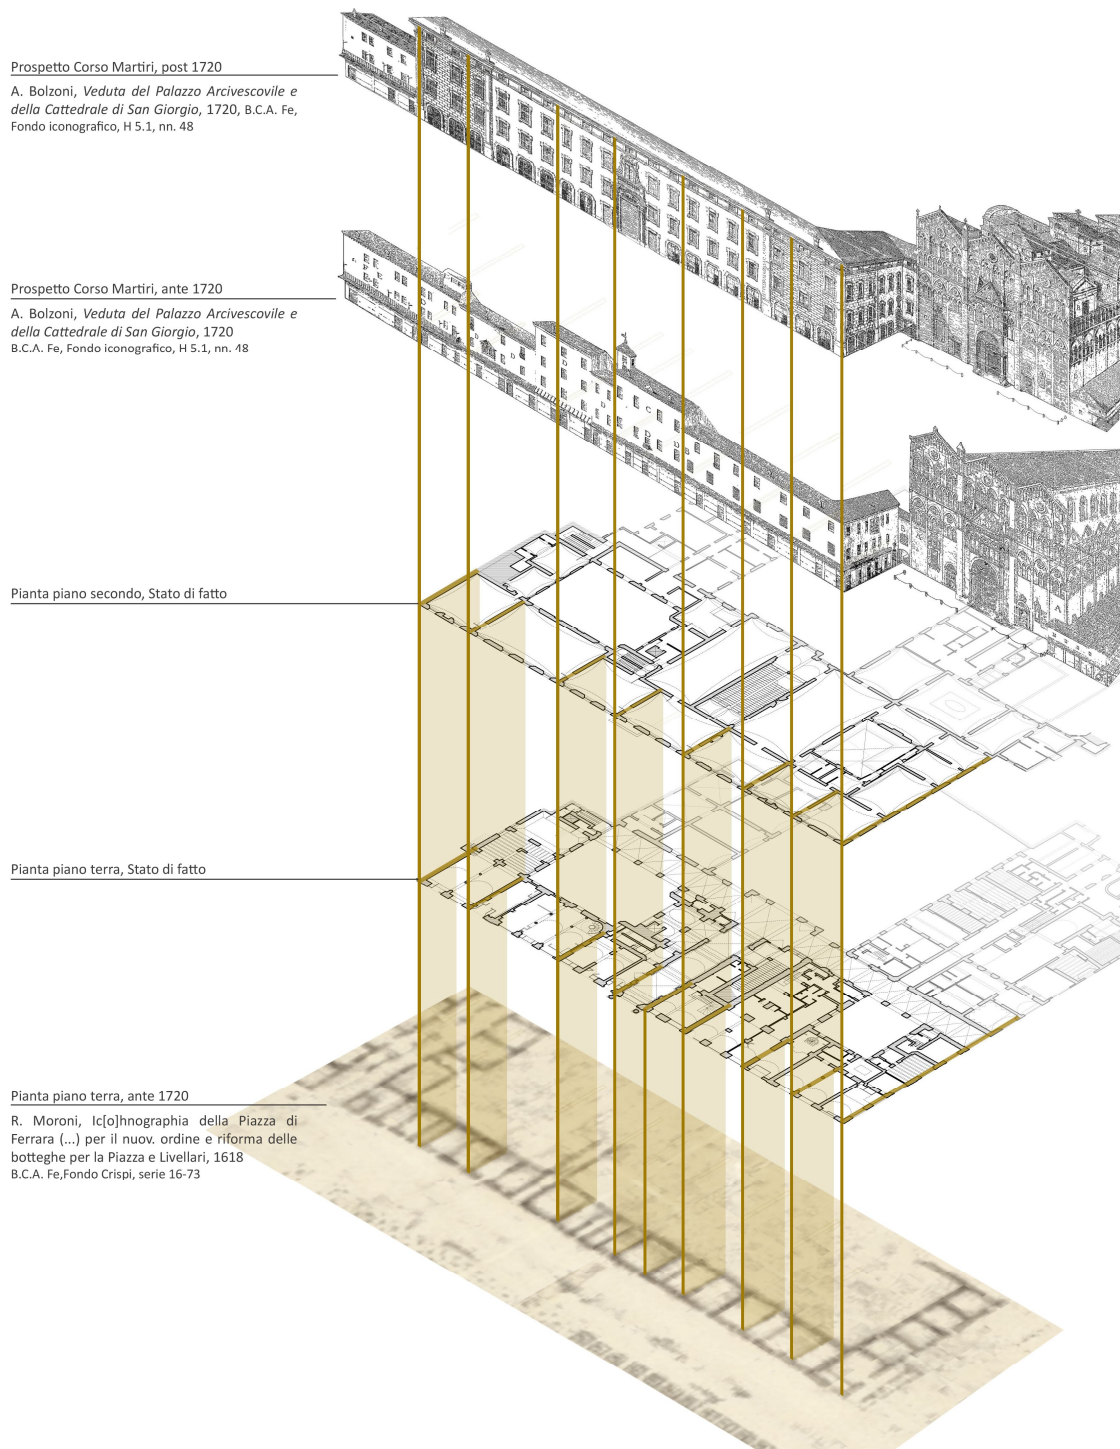 Prospetto Corso Martiri, post 1720
A. Bolzoni, Veduta del Palazzo Arcivescovile e
della Cattedrale di San Giorgio, 1720, B.C.A. Fe,
Fondo iconografico, H 5.1, nn. 48
Prospetto Corso Martiri, ante 1720
A. Bolzoni, Veduta del Palazzo Arcivescovile e
della Cattedrale di San Giorgio, 1720
B.C.A. Fe, Fondo iconografico, H 5.1, nn. 48
Pianta piano secondo, Stato di fatto
Pianta piano terra, Stato di fatto
Pianta piano terra, ante 1720
R. Moroni, Ic[o]hnographia della Piazza di
Ferrara (...) per il nuov. ordine e riforma delle
botteghe per la Piazza e Livellari, 1618
B.C.A. Fe,Fondo Crispi, serie 16-73